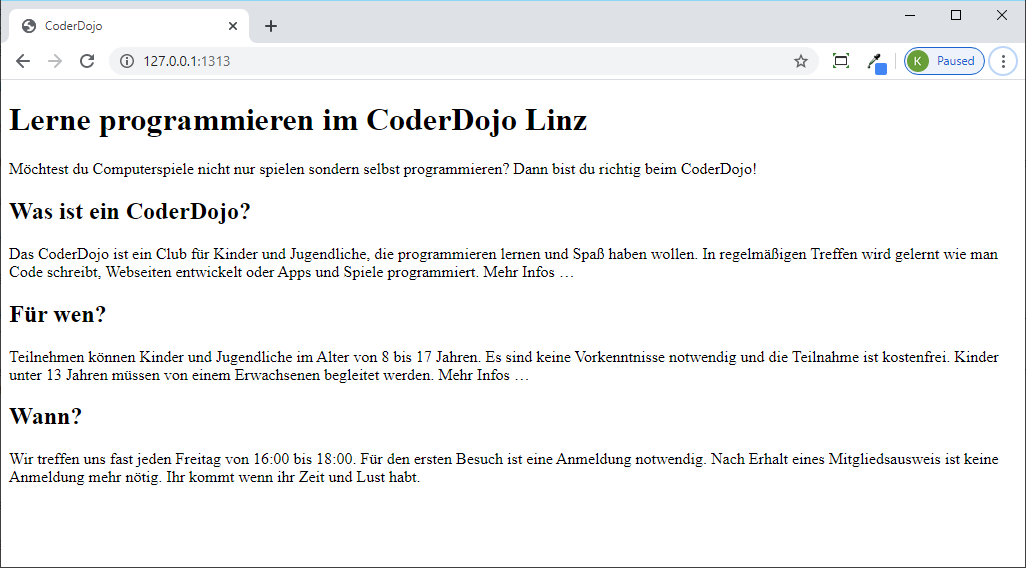 CoderDojo
127.0.0.1:1313
K Paused
Lerne programmieren im CoderDojo Linz
Möchtest du Computerspiele nicht nur spielen sondern selbst programmieren? Dann bist du richtig beim CoderDojo!
Was ist ein CoderDojo?
Das CoderDojo ist ein Club für Kinder und Jugendliche, die programmieren lernen und Spaß haben wollen. In regelmäßigen Treffen wird gelernt wie man
Code schreibt, Webseiten entwickelt oder Apps und Spiele programmiert. Mehr Infos …
Für wen?
Teilnehmen können Kinder und Jugendliche im Alter von 8 bis 17 Jahren. Es sind keine Vorkenntnisse notwendig und die Teilnahme ist kostenfrei. Kinder
unter 13 Jahren müssen von einem Erwachsenen begleitet werden. Mehr Infos …
Wann?
Wir treffen uns fast jeden Freitag von 16:00 bis 18:00. Für den ersten Besuch ist eine Anmeldung notwendig. Nach Erhalt eines Mitgliedsausweis ist keine
Anmeldung mehr nötig. Ihr kommt wenn ihr Zeit und Lust habt.